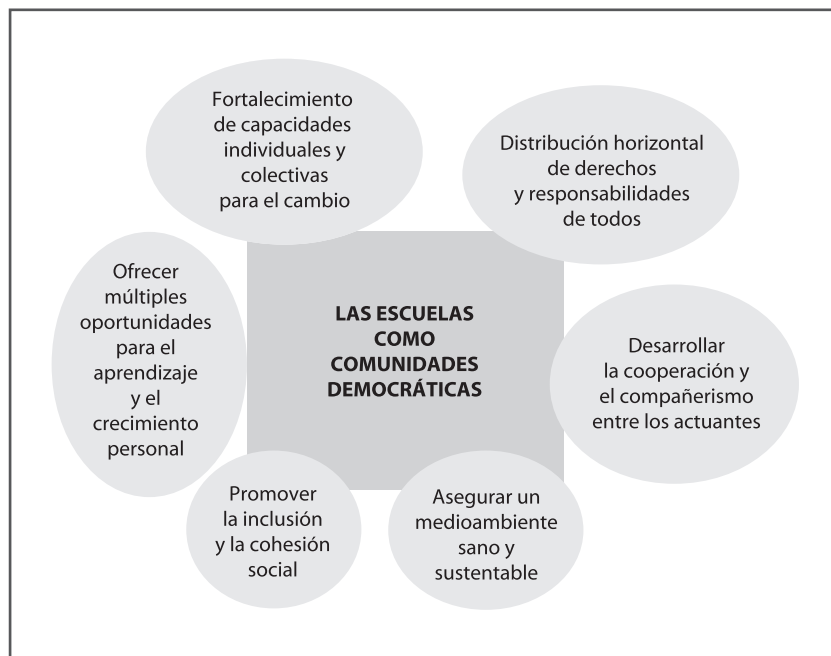 Fortalecimiento
de capacidades
individuales y
colectivas
para el cambio
Distribución horizontal
de derechos
y responsabilidades
de todos
Ofrecer
múltiples
oportunidades
para el
aprendizaje
y el
crecimiento
personal
LAS ESCUELAS
COMO
COMUNIDADES
DEMOCRÁTICAS
Desarrollar
la cooperación y
el compañerismo
entre los actuantes
Promover
la inclusión
y la cohesión
social
Asegurar un
medioambiente
sano y
sustentable